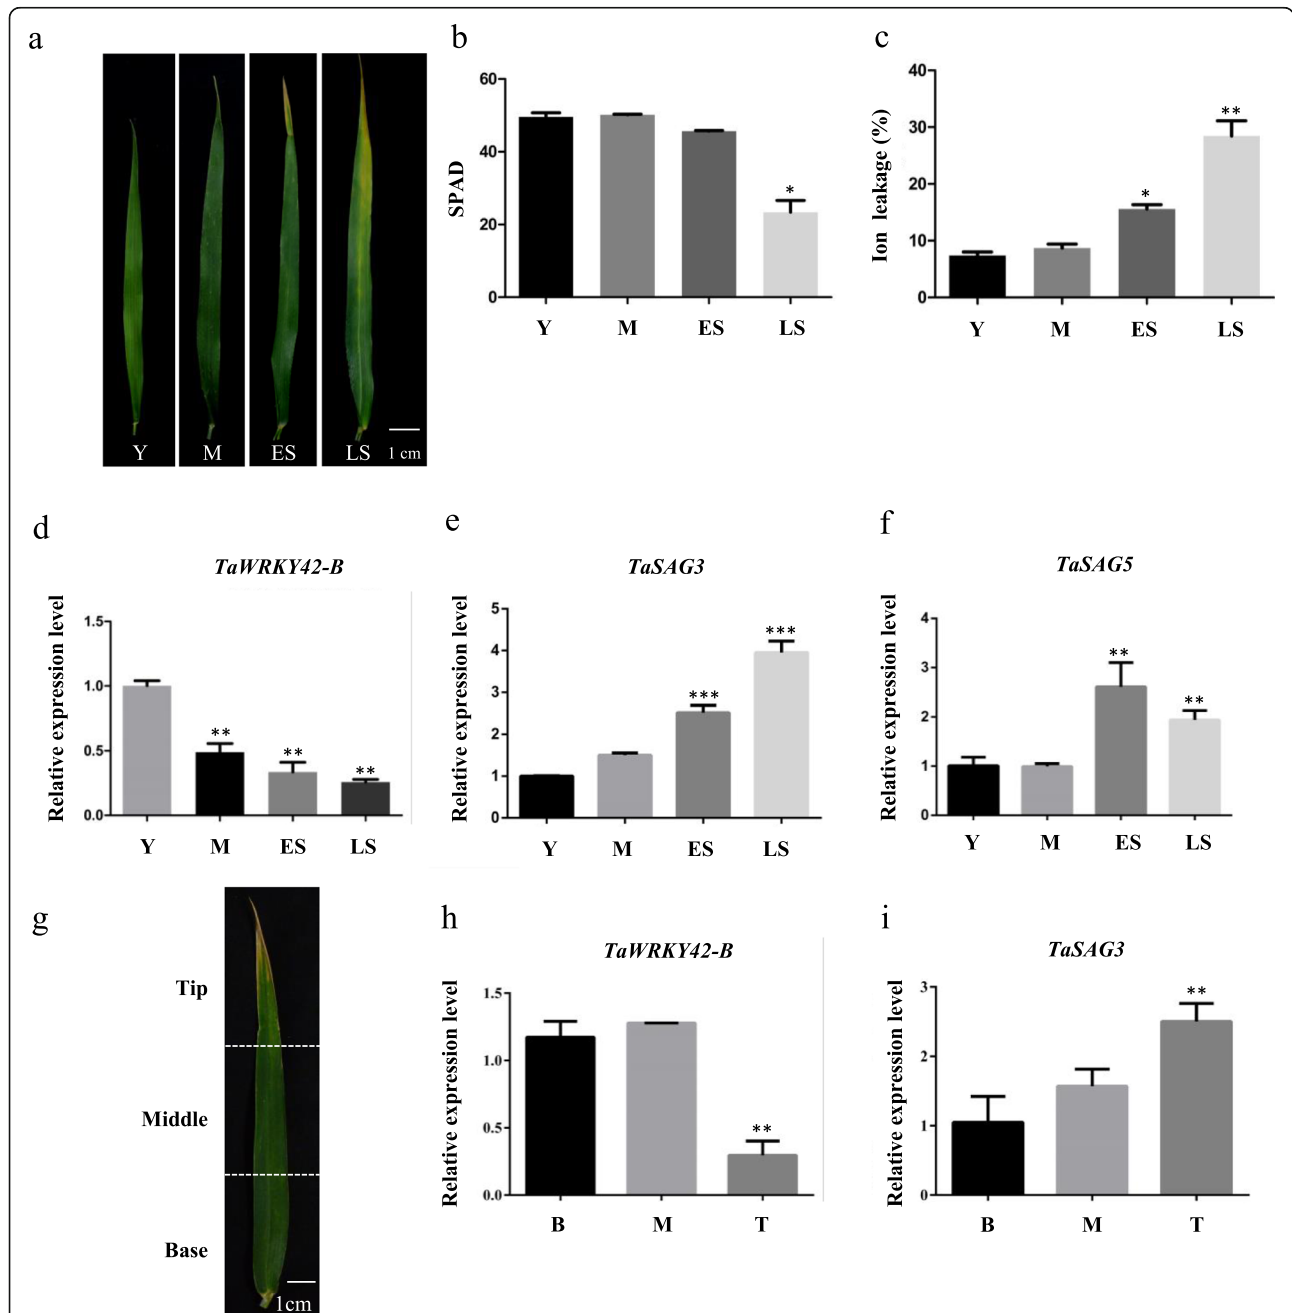 a
Y
M
ES
LS
1 cm
b
SPAD
60
40
20
0
*
Y M ES LS
c
Ion leakage (%)
40
30
20
10
0
*
**
Y M ES LS
d
TaWRKY42-B
Relative expression level
1.5
1.0
0.5
0.0
**
**
**
Y M ES LS
e
TaSAG3
Relative expression level
5
4
3
2
1
0
***
***
Y M ES LS
f
TaSAG5
Relative expression level
4
3
2
1
0
**
**
Y M ES LS
g
Tip
Middle
Base
1cm
h
TaWRKY42-B
Relative expression level
1.5
1.0
0.5
0.0
**
B M T
i
TaSAG3
Relative expression level
3
2
1
0
**
B M T